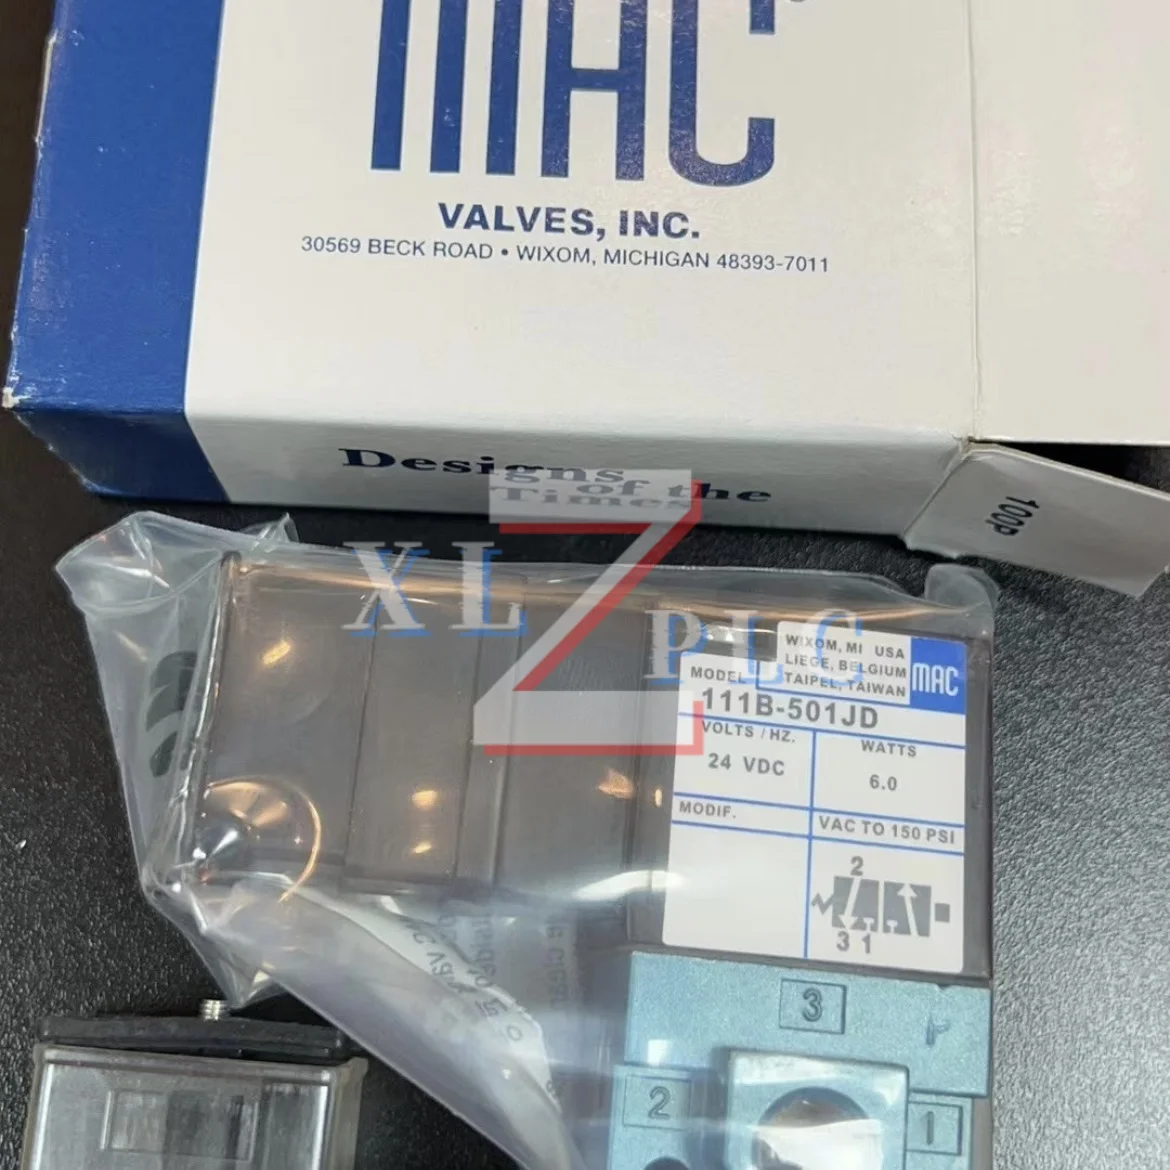 MAC
VALVES, INC.
30569 BECK ROAD • WIXOM, MICHIGAN 48393-7011
Designs of the
Times
100P
XL Z PLC
WIXOM, MI USA
LIEGE, BELGIUM
TAIPEI, TAIWAN
MAC
MODEL
111B-501JD
VOLTS / HZ.
24 VDC
WATTS
6.0
MODIF.
VAC TO 150 PSI
2
3 1
3
2
1